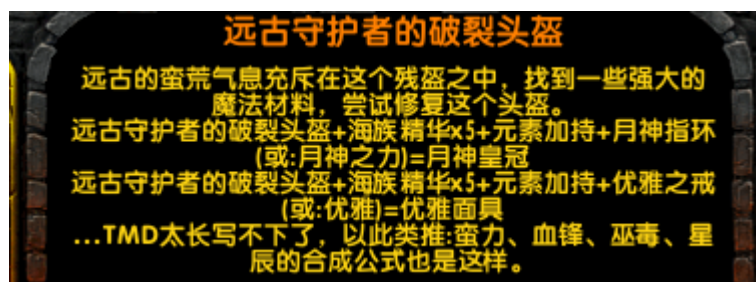 远古守护者的破裂头盔
远古的蛮荒气息充斥在这个残盔之中，找到一些强大的
魔法材料，尝试修复这个头盔。
远古守护者的破裂头盔+海族精华x5+元素加持+月神指环
(或:月神之力)=月神皇冠
远古守护者的破裂头盔+海族精华x5+元素加持+优雅之戒
(或:优雅)=优雅面具
...TMD太长写不下了，以此类推:蛮力、血锋、巫毒、星
辰的合成公式也是这样。